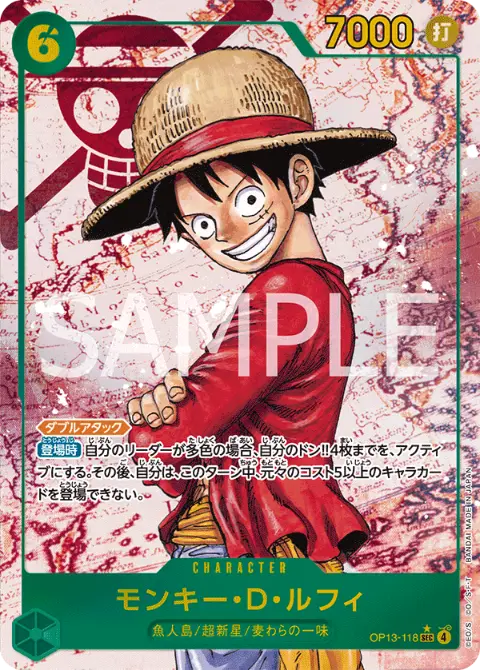 6
7000
打
SAMPLE
ダブルアタック
登場時 自分のリーダーが多色の場合、自分のドン!!4枚までを、アクティ
ブにする。その後、自分は、このターン中、元々のコスト5以上のキャラカー
ドを登場できない。
CHARACTER
モンキー・D・ルフィ
魚人島/超新星/麦わらの一味
OP13-118 ★ SEC 4
©E.O/S ©O/S・F・T BANDAI MADE IN JAPAN